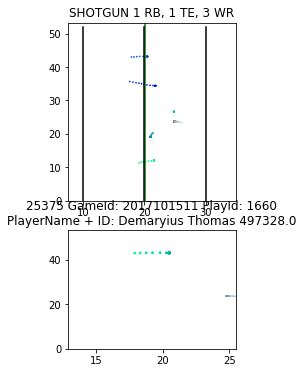 SHOTGUN 1 RB, 1 TE, 3 WR
50
40
30
20
10
0
10 20 30
25375 GameId: 2017101511 PlayId: 1660
PlayerName + ID: Demaryius Thomas 497328.0
40
20
0
15 20 25